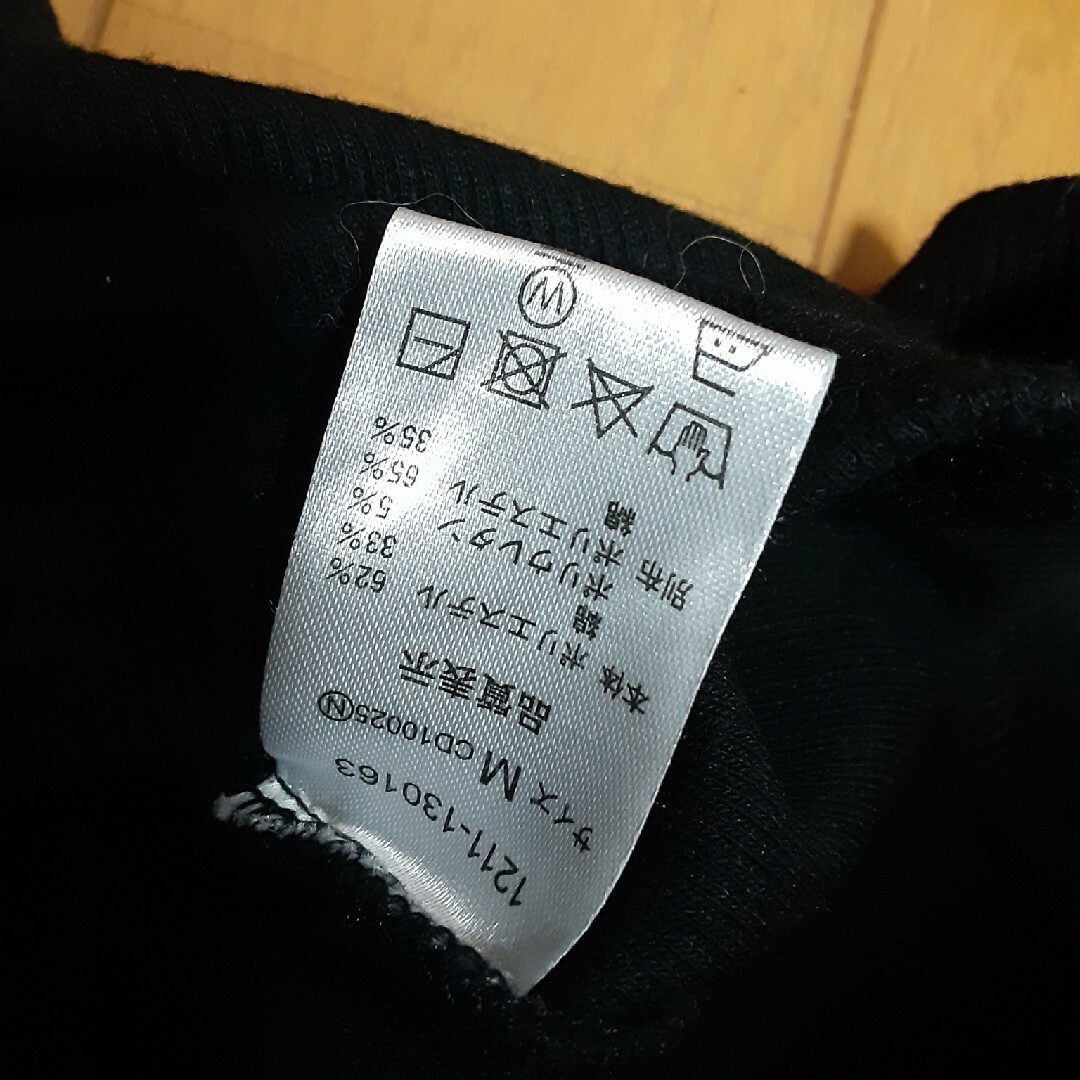 1211-130163
サイズ M CD10025 Ⓝ
品質表示
本体 ポリエステル 62%
綿 33%
ポリウレタン 5%
別布 ポリエステル 65%
綿 35%
Ⓦ